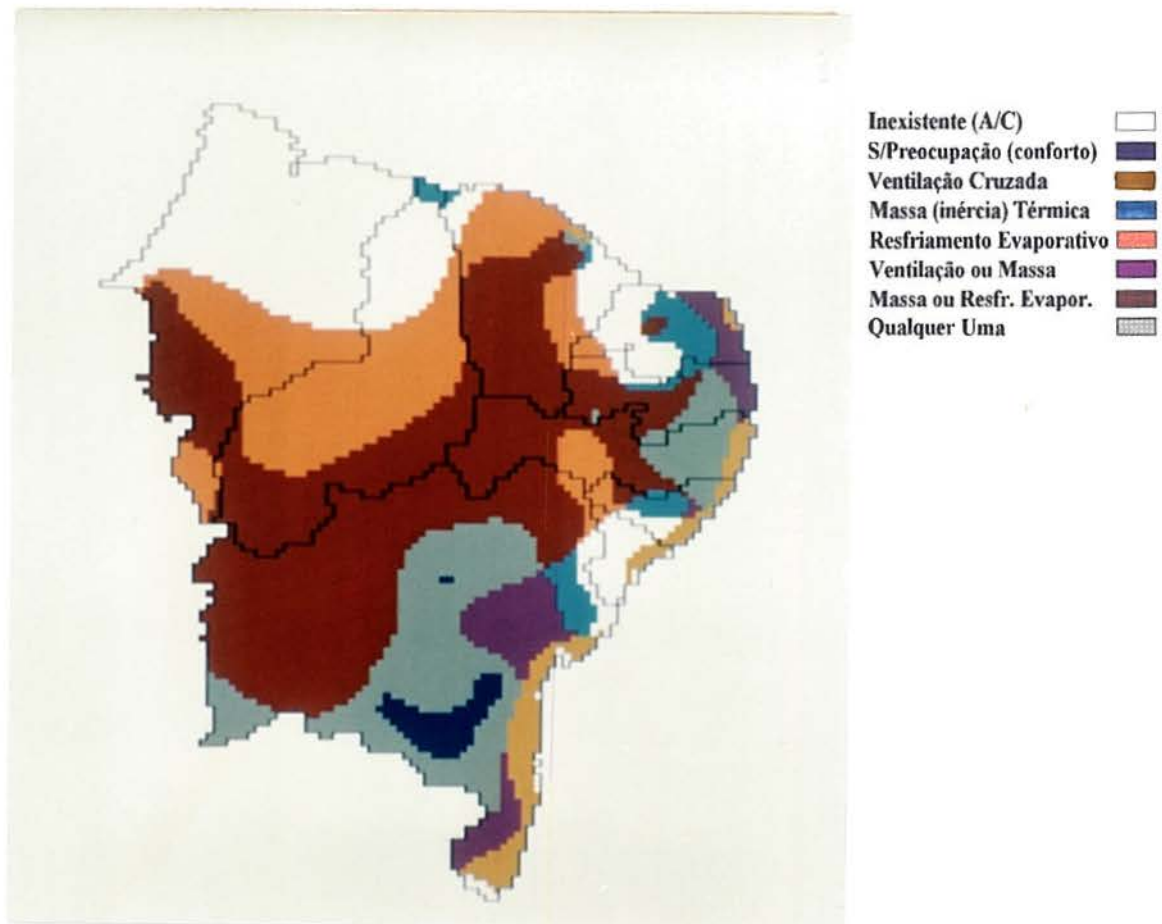 Inexistente (A/C)
S/Preocupação (conforto)
Ventilação Cruzada
Massa (inércia) Térmica
Resfriamento Evaporativo
Ventilação ou Massa
Massa ou Resfr. Evapor.
Qualquer Uma